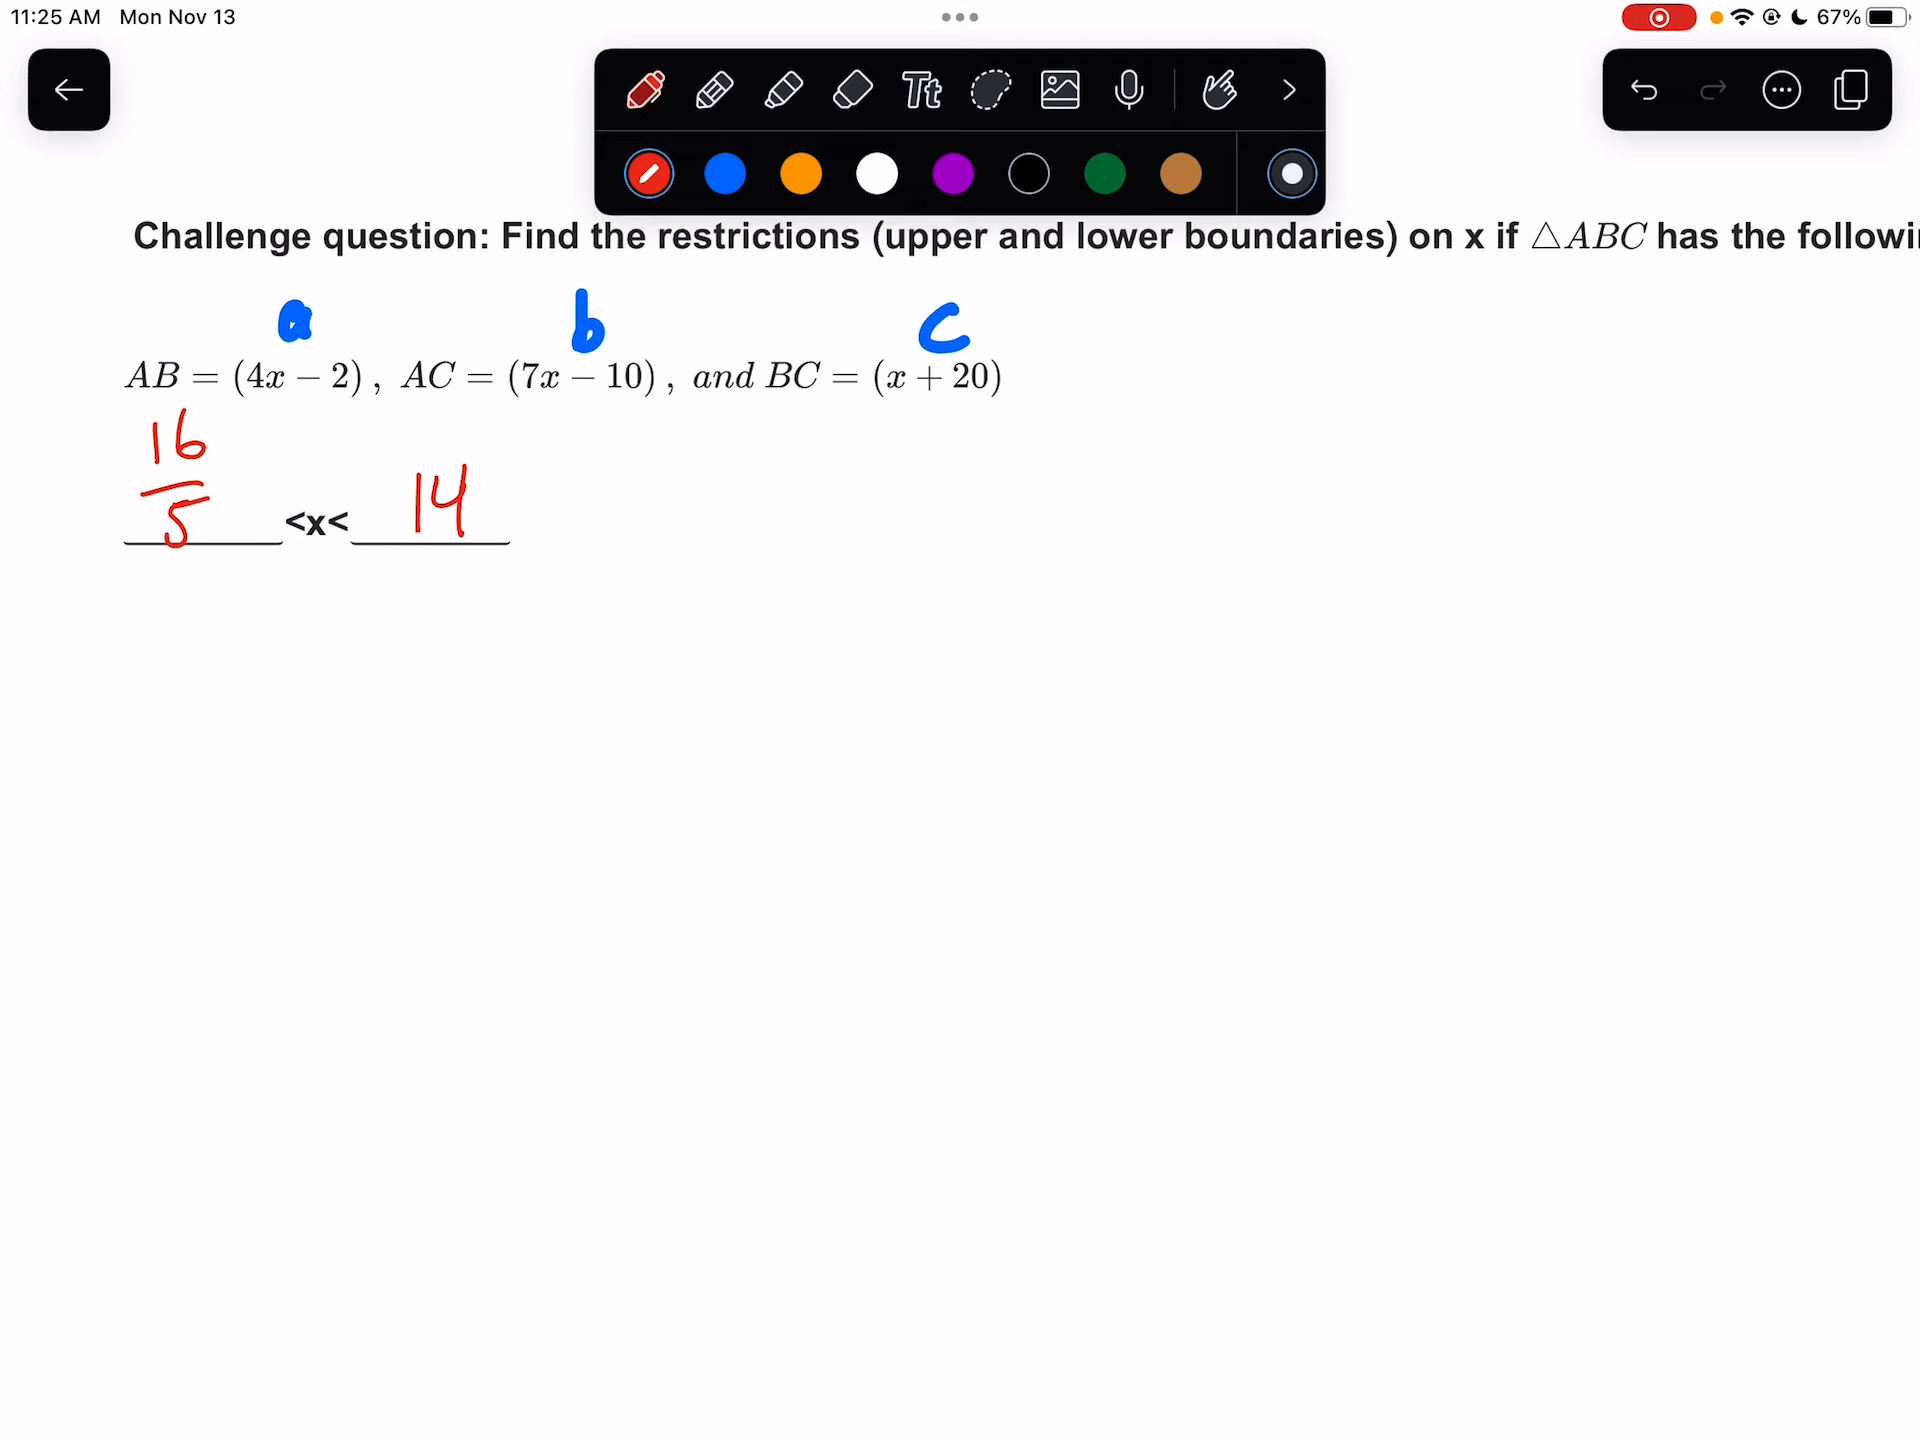 11:25 AM Mon Nov 13
67%
Tt
Challenge question: Find the restrictions (upper and lower boundaries) on x if △ABC has the followi
a b c
AB = (4x − 2) , AC = (7x − 10) , and BC = (x + 20)
16
5 <x< 14